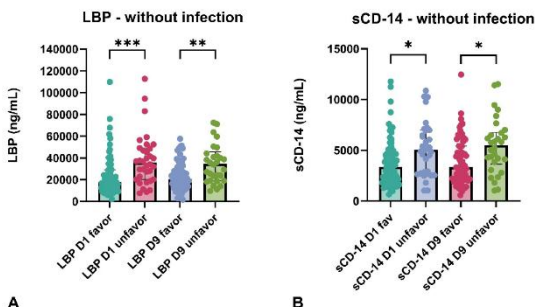 LBP - without infection
***
**
LBP (ng/mL)
140000
120000
100000
80000
60000
40000
20000
0
LBP D1 favor
LBP D1 unfavor
LBP D9 favor
LBP D9 unfavor
A
sCD-14 - without infection
*
*
sCD-14 (ng/mL)
15000
10000
5000
0
sCD-14 D1 fav
sCD-14 D1 unfavor
sCD-14 D9 favor
sCD-14 D9 unfavor
B